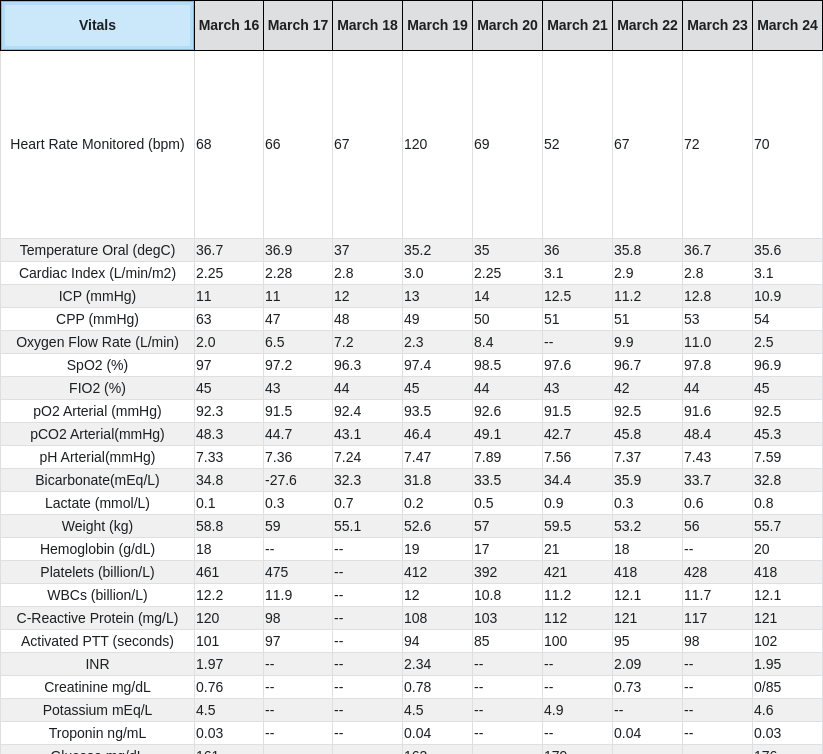 Vitals March 16 March 17 March 18 March 19 March 20 March 21 March 22 March 23 March 24
Heart Rate Monitored (bpm) 68 66 67 120 69 52 67 72 70
Temperature Oral (degC) 36.7 36.9 37 35.2 35 36 35.8 36.7 35.6
Cardiac Index (L/min/m2) 2.25 2.28 2.8 3.0 2.25 3.1 2.9 2.8 3.1
ICP (mmHg) 11 11 12 13 14 12.5 11.2 12.8 10.9
CPP (mmHg) 63 47 48 49 50 51 51 53 54
Oxygen Flow Rate (L/min) 2.0 6.5 7.2 2.3 8.4 -- 9.9 11.0 2.5
SpO2 (%) 97 97.2 96.3 97.4 98.5 97.6 96.7 97.8 96.9
FIO2 (%) 45 43 44 45 44 43 42 44 45
pO2 Arterial (mmHg) 92.3 91.5 92.4 93.5 92.6 91.5 92.5 91.6 92.5
pCO2 Arterial(mmHg) 48.3 44.7 43.1 46.4 49.1 42.7 45.8 48.4 45.3
pH Arterial(mmHg) 7.33 7.36 7.24 7.47 7.89 7.56 7.37 7.43 7.59
Bicarbonate(mEq/L) 34.8 -27.6 32.3 31.8 33.5 34.4 35.9 33.7 32.8
Lactate (mmol/L) 0.1 0.3 0.7 0.2 0.5 0.9 0.3 0.6 0.8
Weight (kg) 58.8 59 55.1 52.6 57 59.5 53.2 56 55.7
Hemoglobin (g/dL) 18 -- -- 19 17 21 18 -- 20
Platelets (billion/L) 461 475 -- 412 392 421 418 428 418
WBCs (billion/L) 12.2 11.9 -- 12 10.8 11.2 12.1 11.7 12.1
C-Reactive Protein (mg/L) 120 98 -- 108 103 112 121 117 121
Activated PTT (seconds) 101 97 -- 94 85 100 95 98 102
INR 1.97 -- -- 2.34 -- -- 2.09 -- 1.95
Creatinine mg/dL 0.76 -- -- 0.78 -- -- 0.73 -- 0/85
Potassium mEq/L 4.5 -- -- 4.5 -- 4.9 -- -- 4.6
Troponin ng/mL 0.03 -- -- 0.04 -- -- 0.04 -- 0.03